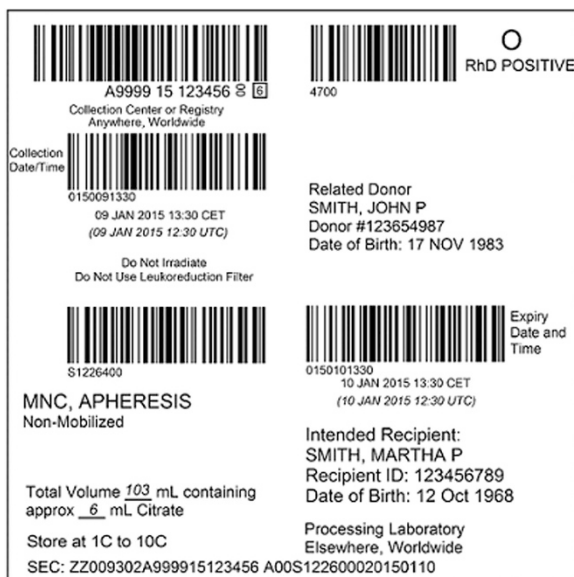 A9999 15 123456 00 6
Collection Center or Registry
Anywhere, Worldwide
4700
O
RhD POSITIVE
Collection
Date/Time
0150091330
09 JAN 2015 13:30 CET
(09 JAN 2015 12:30 UTC)
Do Not Irradiate
Do Not Use Leukoreduction Filter
Related Donor
SMITH, JOHN P
Donor #123654987
Date of Birth: 17 NOV 1983
S1226400
MNC, APHERESIS
Non-Mobilized
Expiry
Date and
Time
0150101330
10 JAN 2015 13:30 CET
(10 JAN 2015 12:30 UTC)
Intended Recipient:
SMITH, MARTHA P
Recipient ID: 123456789
Date of Birth: 12 Oct 1968
Total Volume 103 mL containing
approx 6 mL Citrate
Store at 1C to 10C
Processing Laboratory
Elsewhere, Worldwide
SEC: ZZ009302A999915123456 A00S122600020150110